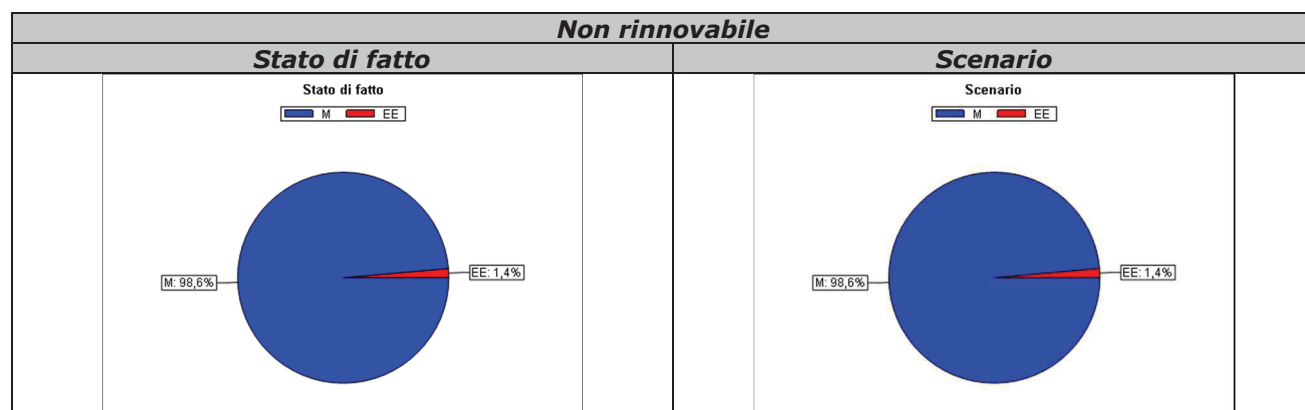 Non rinnovabile
Stato di fatto
Scenario
Stato di fatto
M EE
M: 98,6%
EE: 1,4%
Scenario
M EE
M: 98,6%
EE: 1,4%